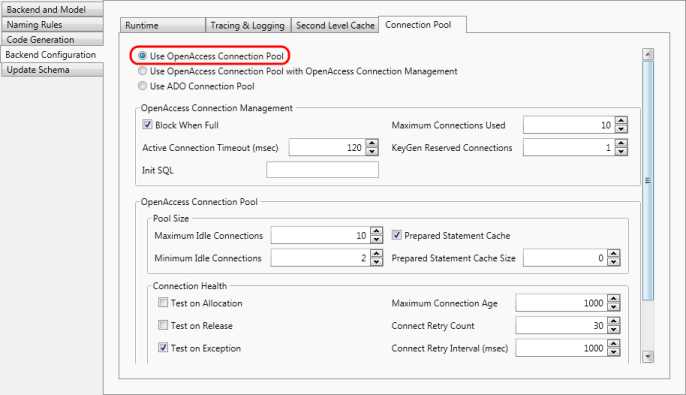 Backend and Model
Naming Rules
Code Generation
Backend Configuration
Update Schema
Runtime Tracing & Logging Second Level Cache Connection Pool
Use OpenAccess Connection Pool
Use OpenAccess Connection Pool with OpenAccess Connection Management
Use ADO Connection Pool
OpenAccess Connection Management
Block When Full Maximum Connections Used 10
Active Connection Timeout (msec) 120 KeyGen Reserved Connections 1
Init SQL
OpenAccess Connection Pool
Pool Size
Maximum Idle Connections 10 Prepared Statement Cache
Minimum Idle Connections 2 Prepared Statement Cache Size 0
Connection Health
Test on Allocation Maximum Connection Age 1000
Test on Release Connect Retry Count 30
Test on Exception Connect Retry Interval (msec) 1000